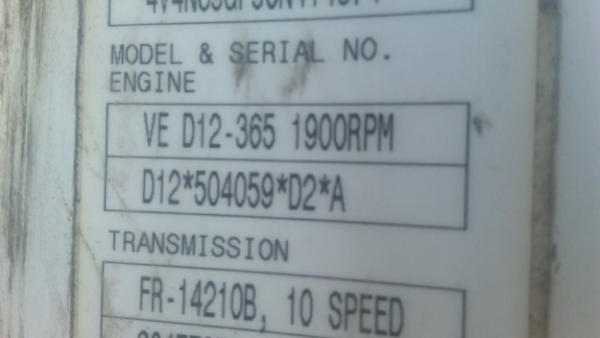 MODEL & SERIAL NO.
ENGINE
VE D12-365 1900RPM
D12*504059*D2*A
TRANSMISSION
FR-14210B, 10 SPEED